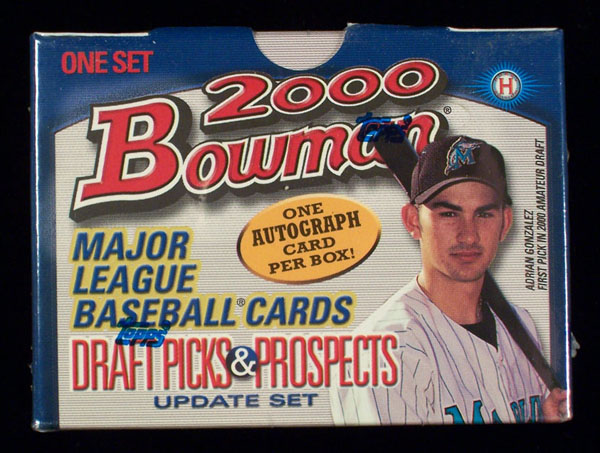 ONE SET
2000
Bowman®
Topps
H
ONE
AUTOGRAPH
CARD
PER BOX!
MAJOR
LEAGUE
BASEBALL® CARDS
Topps
DRAFT PICKS & PROSPECTS
UPDATE SET
M
ADRIAN GONZALEZ
FIRST PICK IN 2000 AMATEUR DRAFT